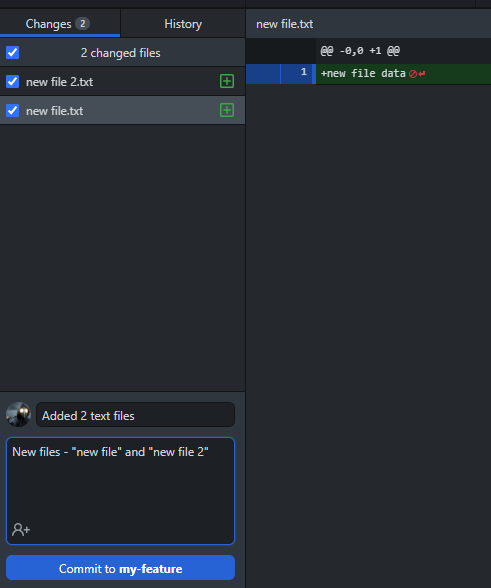 Changes 2
History
2 changed files
new file 2.txt
new file.txt
Added 2 text files
New files - "new file" and "new file 2"
Commit to my-feature
new file.txt
@@ -0,0 +1 @@
1 +new file data